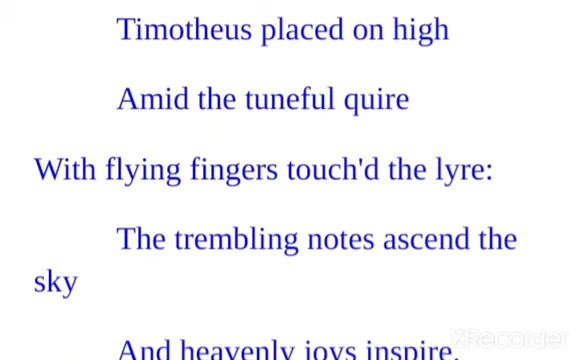 Timotheus placed on high
Amid the tuneful quire
With flying fingers touch'd the lyre:
The trembling notes ascend the
sky
And heavenly joys inspire.
XRecorder